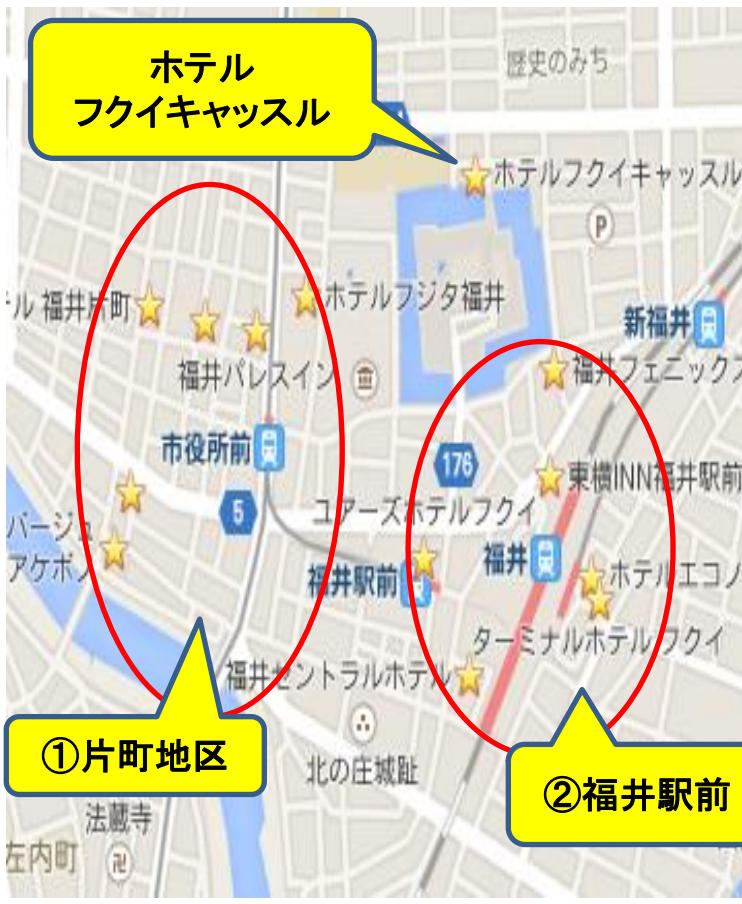 ホテル
フクイキャッスル
歴史のみち
ホテルフクイキャッスル
P
ル 福井片町
ホテルフジタ福井
新福井
福井パレスイン
福井フェニックス
市役所前
176
東横INN福井駅前
5
ユアーズホテルフクイ
バージュ
アケボノ
福井駅前
福井
ホテルエコノ
ターミナルホテル フクイ
福井セントラルホテル
①片町地区
北の庄城趾
②福井駅前
法蔵寺
左内町
卍